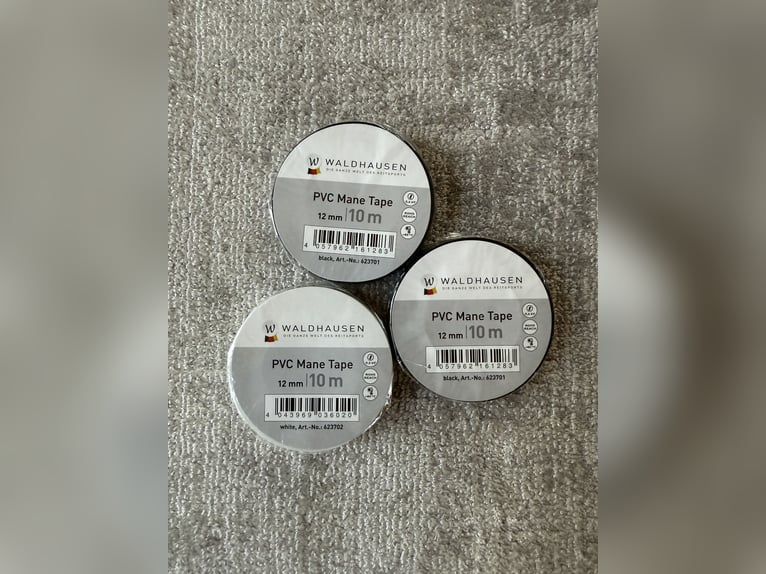 W WALDHAUSEN
DIE GANZE WELT DES REITSPORTS
PVC Mane Tape
12 mm | 10 m
4 057962 161283
black, Art.-No.: 623701
W WALDHAUSEN
DIE GANZE WELT DES REITSPORTS
PVC Mane Tape
12 mm | 10 m
4 057962 161283
black, Art.-No.: 623701
W WALDHAUSEN
DIE GANZE WELT DES REITSPORTS
PVC Mane Tape
12 mm | 10 m
4 043969 036020
white, Art.-No.: 623702